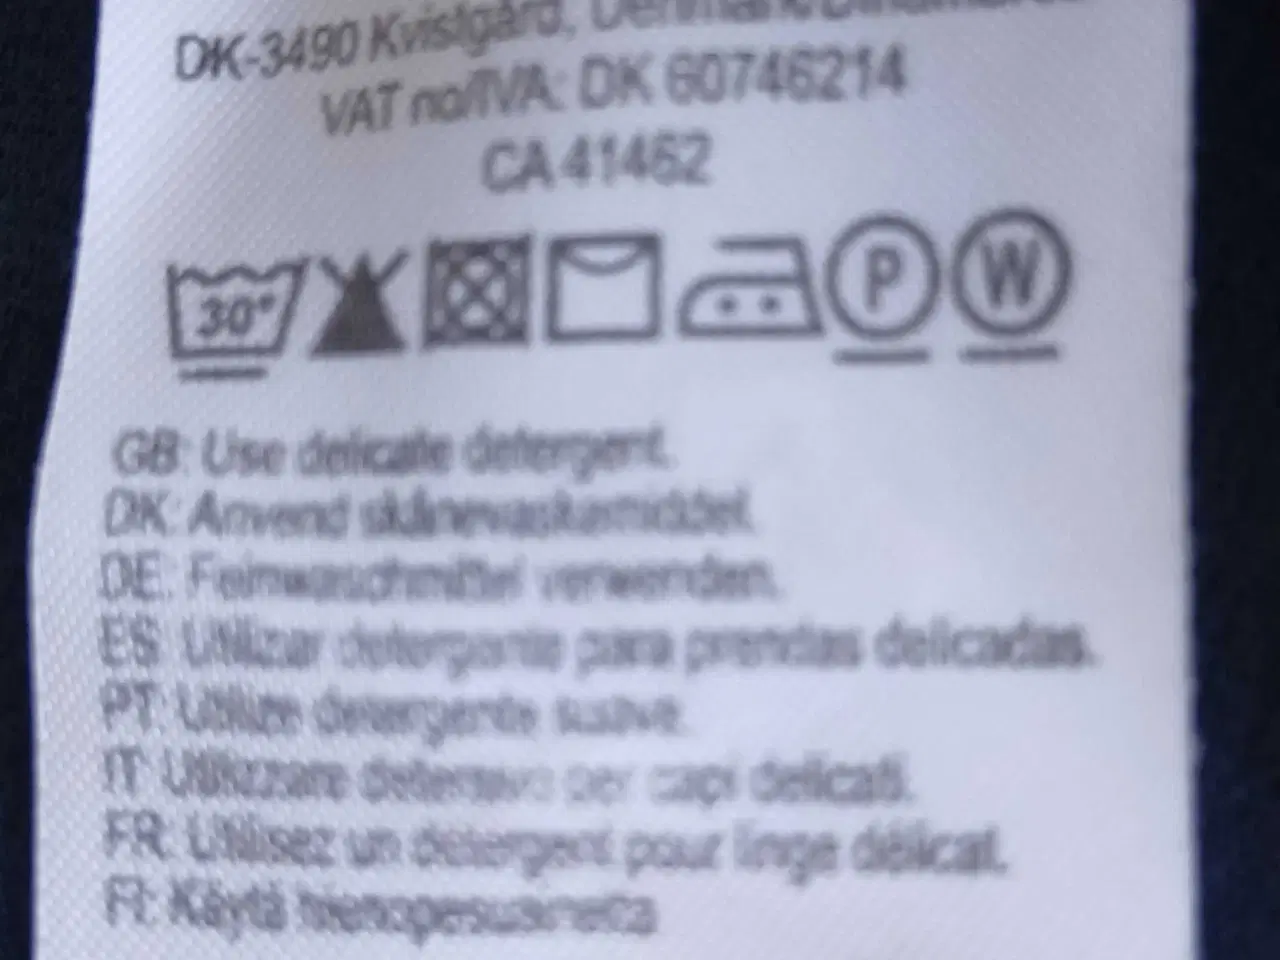 DK-3490 Kvistgård, Denmark/Dinamarca
VAT no/IVA: DK 60746214
CA 41462
30°
P
W
GB: Use delicate detergent.
DK: Anvend skånevaskemiddel.
DE: Feinwaschmittel verwenden.
ES: Utilizar detergente para prendas delicadas.
PT: Utilize detergente suave.
IT: Utilizzare detersivo per capi delicati.
FR: Utilisez un détergent pour linge délicat.
FI: Käytä hienopesuainetta